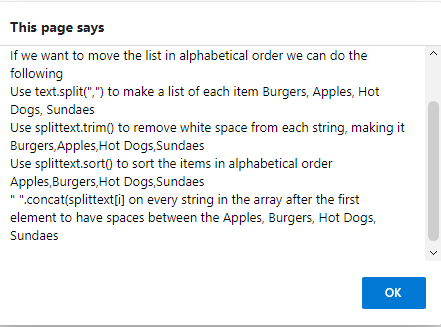 This page says
If we want to move the list in alphabetical order we can do the
following
Use text.split(",") to make a list of each item Burgers, Apples, Hot
Dogs, Sundaes
Use splittext.trim() to remove white space from each string, making it
Burgers,Apples,Hot Dogs,Sundaes
Use splittext.sort() to sort the items in alphabetical order
Apples,Burgers,Hot Dogs,Sundaes
" ".concat(splittext[i] on every string in the array after the first
element to have spaces between the Apples, Burgers, Hot Dogs,
Sundaes
OK